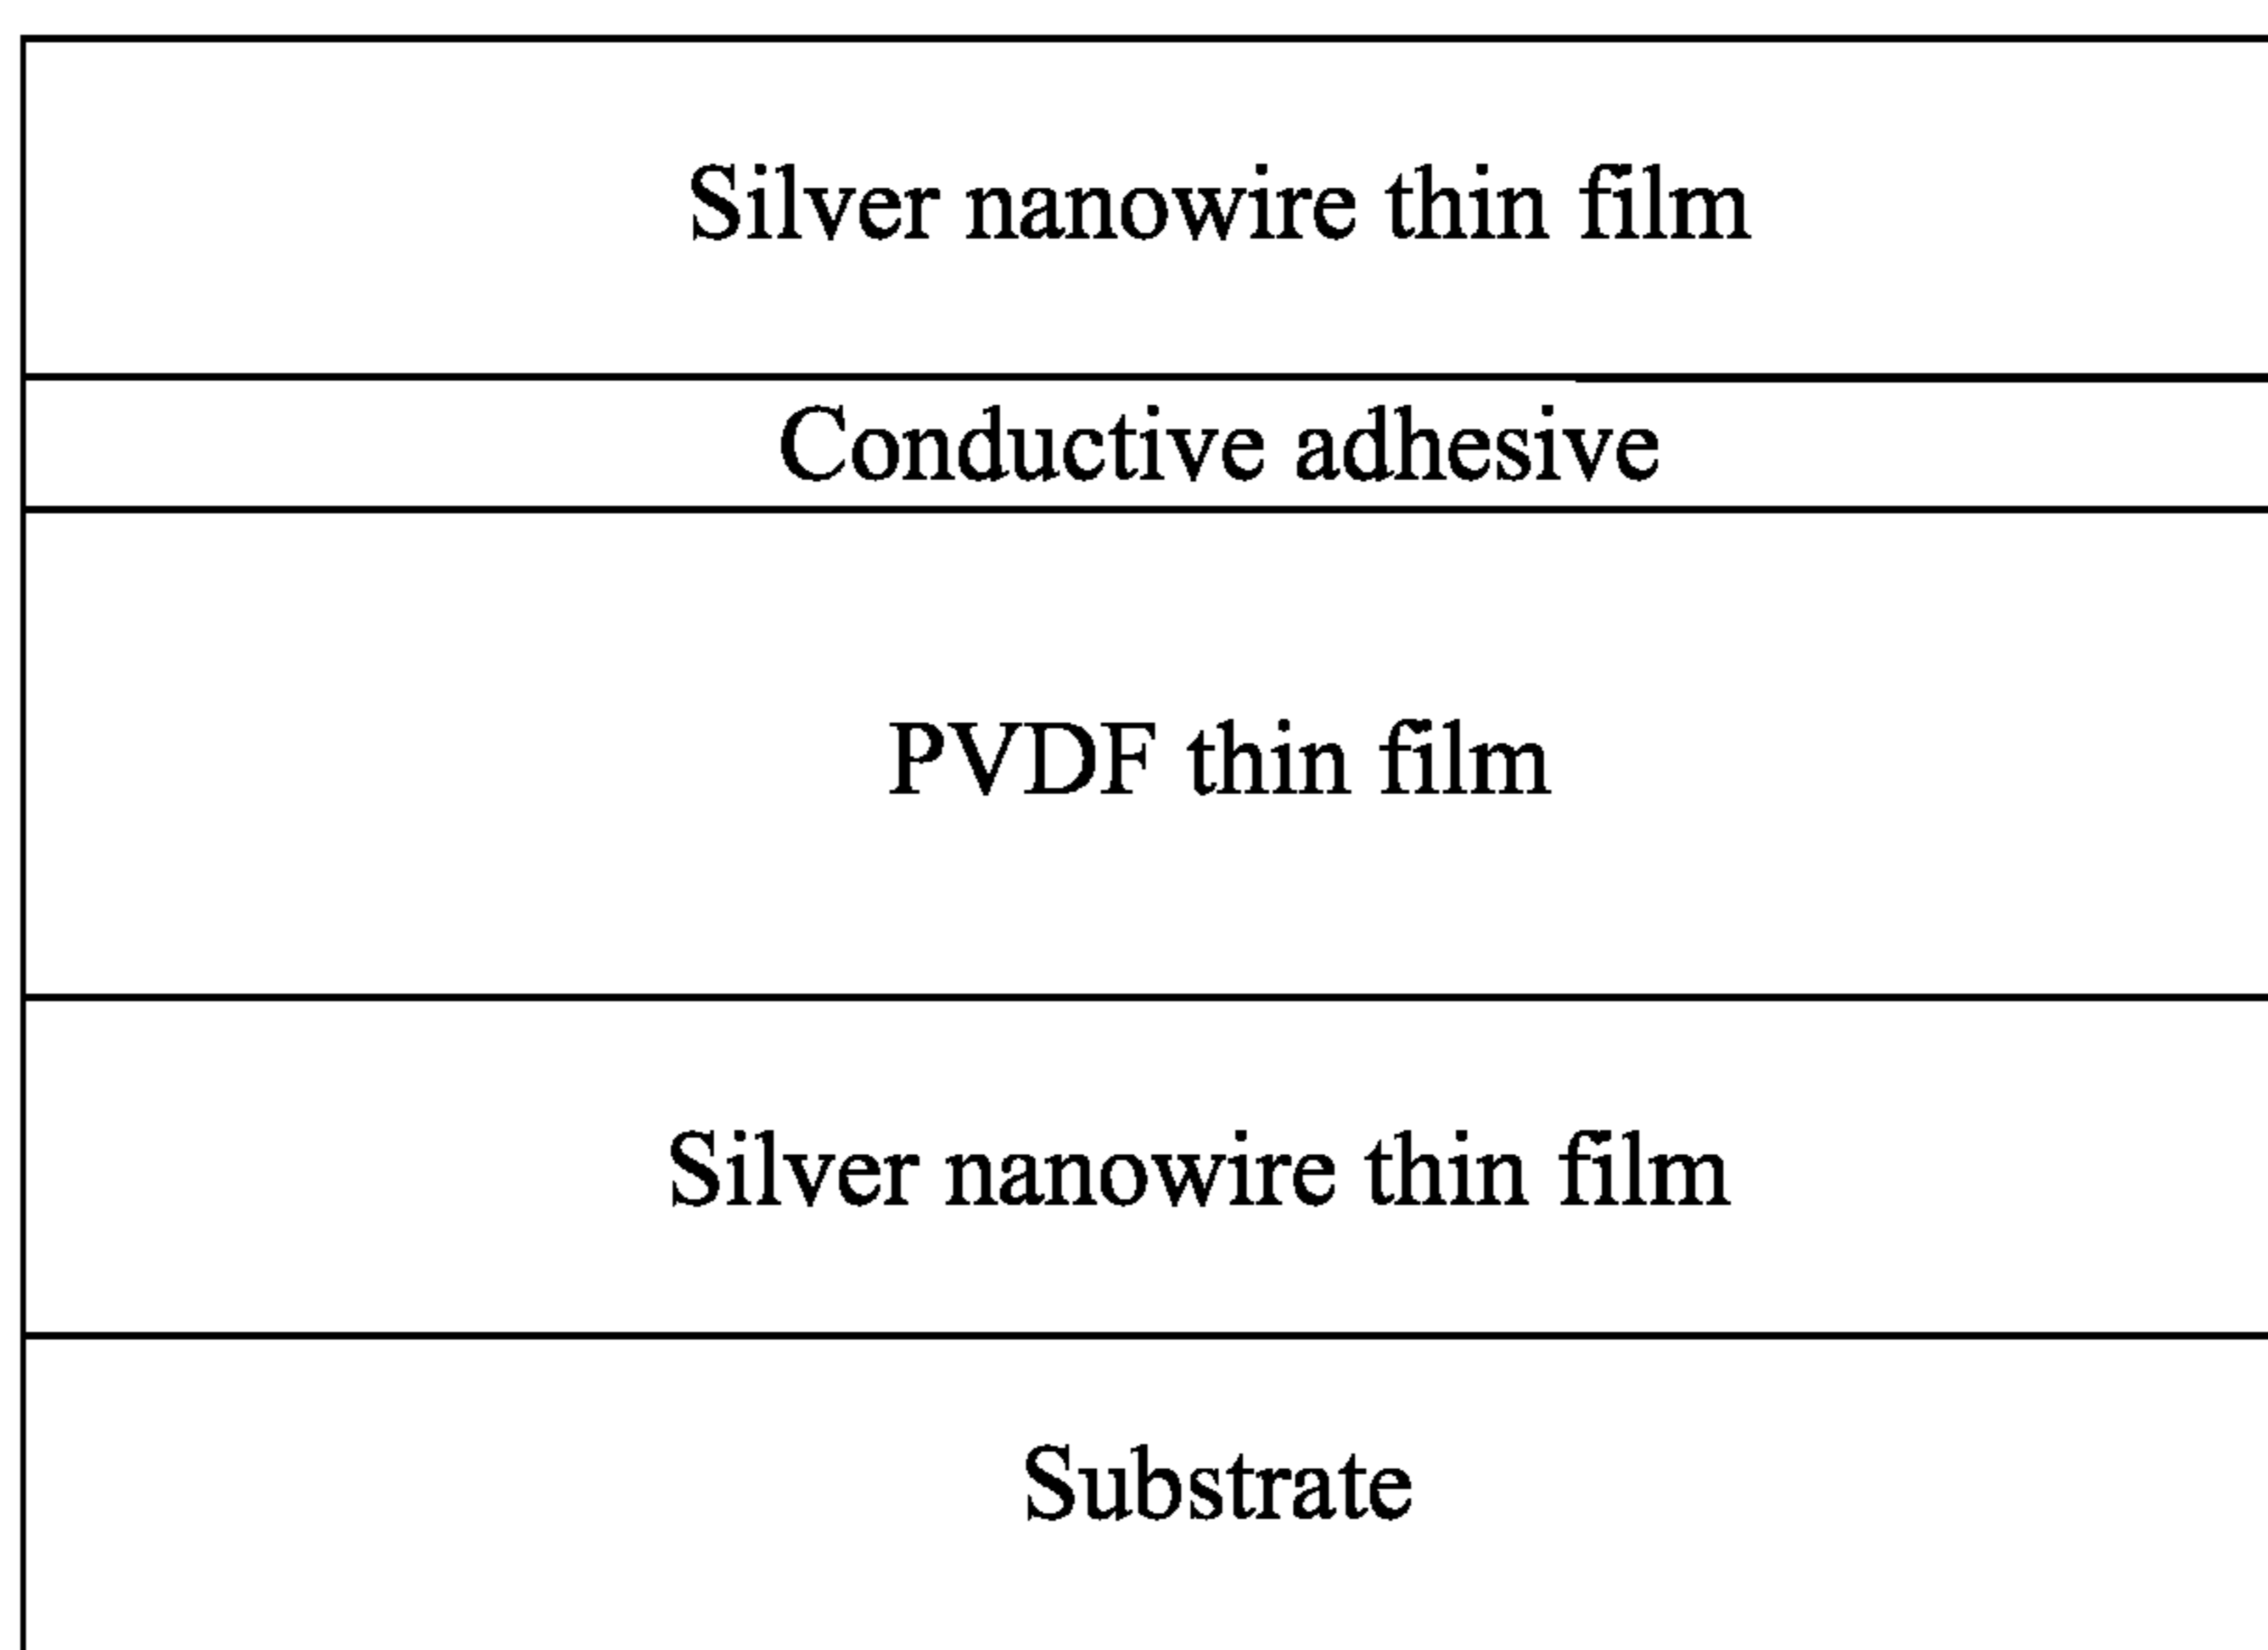 Silver nanowire thin film
Conductive adhesive
PVDF thin film
Silver nanowire thin film
Substrate